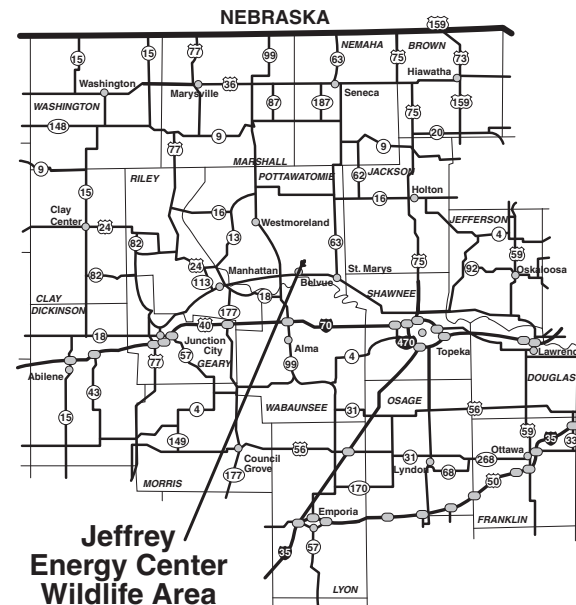 NEBRASKA
159
15
15
77
99
63
NEMAHA
75
BROWN
73
Hiawatha
Washington
Marysville
36
Seneca
WASHINGTON
87
187
75
159
148
9
77
20
9
9
MARSHALL
RILEY
POTTAWATOMIE
62
JACKSON
15
16
16
Holton
Clay
Center
24
Westmoreland
JEFFERSON
4
82
13
63
59
75
24
Manhattan
St. Marys
92
Oskaloosa
82
113
Belvue
18
SHAWNEE
CLAY
DICKINSON
177
18
40
70
Junction
City
470
Topeka
Lawrence
Alma
57
GEARY
4
Abilene
77
99
DOUGLAS
43
15
4
WABAUNSEE
31
OSAGE
56
149
59
35
33
56
Ottawa
31
268
Council
Grove
Lyndon
68
177
170
50
MORRIS
Emporia
FRANKLIN
Jeffrey
Energy Center
Wildlife Area
35
57
LYON